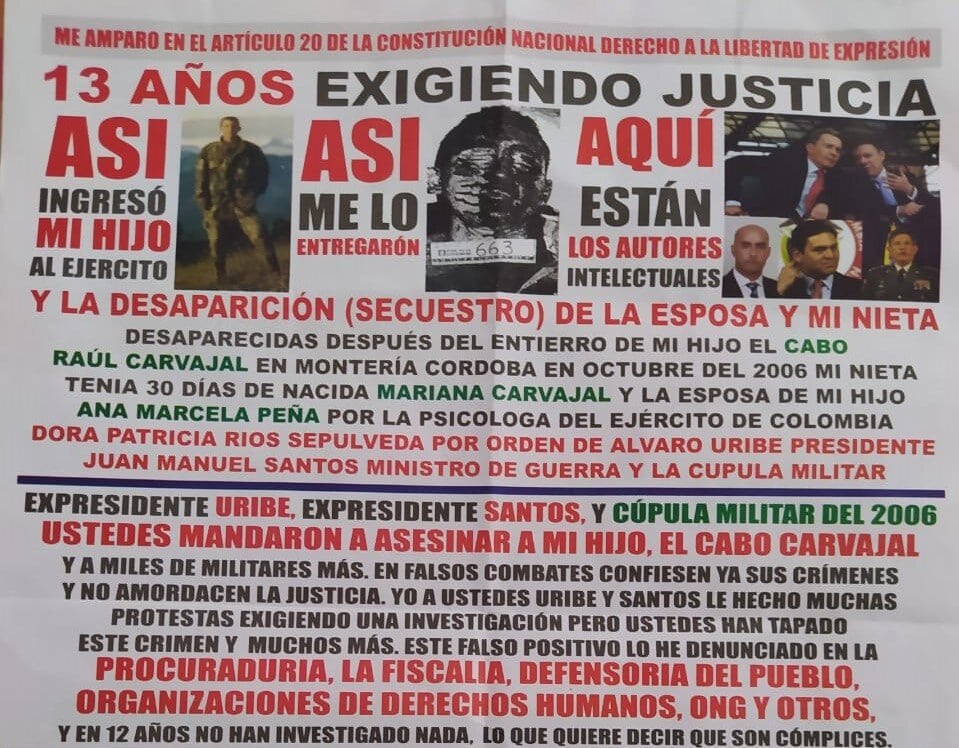 ME AMPARO EN EL ARTÍCULO 20 DE LA CONSTITUCIÓN NACIONAL DERECHO A LA LIBERTAD DE EXPRESIÓN
13 AÑOS EXIGIENDO JUSTICIA
ASI
INGRESÓ
MI HIJO
AL EJERCITO
ASI
ME LO
ENTREGARÓN
663
AQUÍ
ESTÁN
LOS AUTORES
INTELECTUALES
Y LA DESAPARICIÓN (SECUESTRO) DE LA ESPOSA Y MI NIETA
DESAPARECIDAS DESPUÉS DEL ENTIERRO DE MI HIJO EL CABO
RAÚL CARVAJAL EN MONTERÍA CORDOBA EN OCTUBRE DEL 2006 MI NIETA
TENIA 30 DÍAS DE NACIDA MARIANA CARVAJAL Y LA ESPOSA DE MI HIJO
ANA MARCELA PEÑA POR LA PSICOLOGA DEL EJÉRCITO DE COLOMBIA
DORA PATRICIA RIOS SEPULVEDA POR ORDEN DE ALVARO URIBE PRESIDENTE
JUAN MANUEL SANTOS MINISTRO DE GUERRA Y LA CUPULA MILITAR
EXPRESIDENTE URIBE, EXPRESIDENTE SANTOS, Y CÚPULA MILITAR DEL 2006
USTEDES MANDARON A ASESINAR A MI HIJO, EL CABO CARVAJAL
Y A MILES DE MILITARES MÁS. EN FALSOS COMBATES CONFIESEN YA SUS CRÍMENES
Y NO AMORDACEN LA JUSTICIA. YO A USTEDES URIBE Y SANTOS LE HECHO MUCHAS
PROTESTAS EXIGIENDO UNA INVESTIGACIÓN PERO USTEDES HAN TAPADO
ESTE CRIMEN Y MUCHOS MÁS. ESTE FALSO POSITIVO LO HE DENUNCIADO EN LA
PROCURADURIA, LA FISCALIA, DEFENSORIA DEL PUEBLO,
ORGANIZACIONES DE DERECHOS HUMANOS, ONG Y OTROS,
Y EN 12 AÑOS NO HAN INVESTIGADO NADA, LO QUE QUIERE DECIR QUE SON CÓMPLICES.